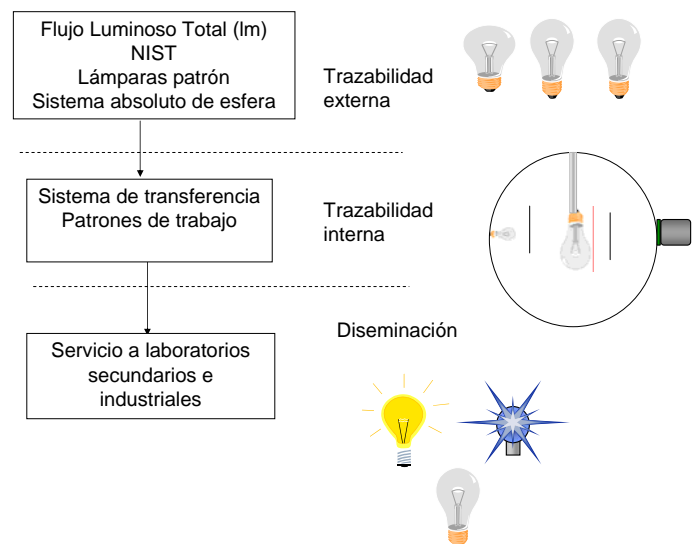 Flujo Luminoso Total (lm)
NIST
Lámparas patrón
Sistema absoluto de esfera
Trazabilidad
externa
Sistema de transferencia
Patrones de trabajo
Trazabilidad
interna
Diseminación
Servicio a laboratorios
secundarios e
industriales